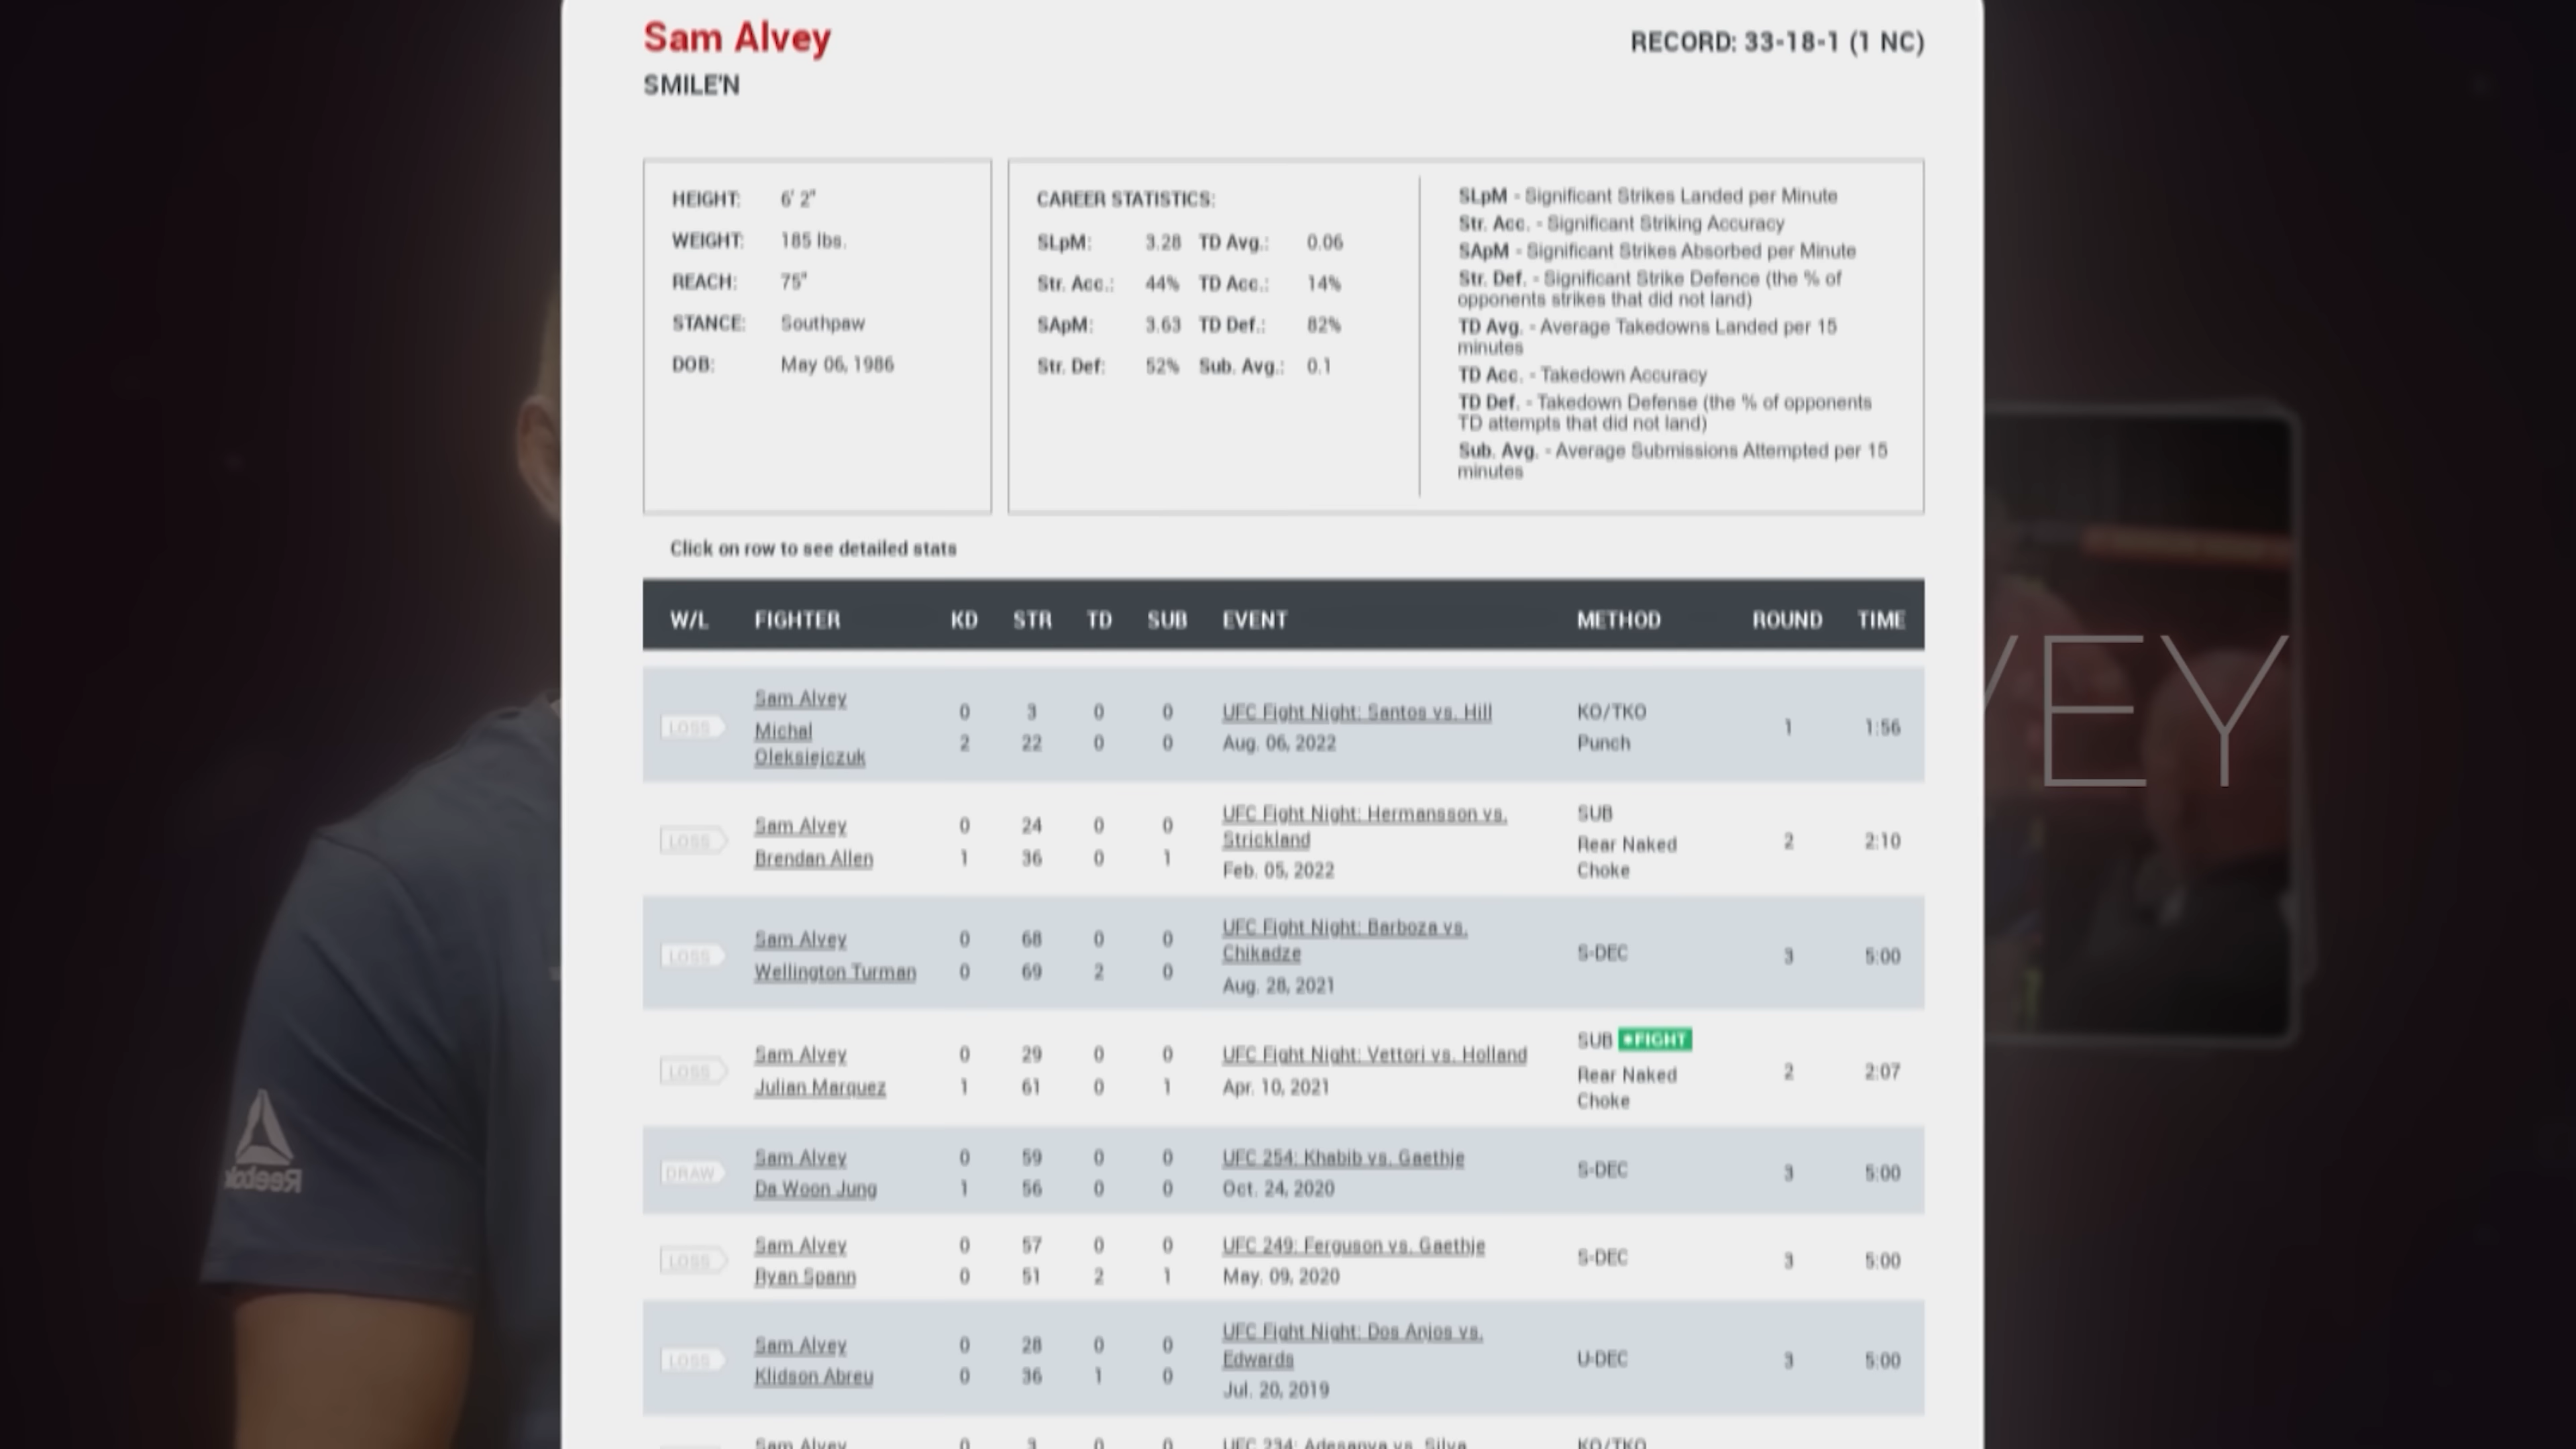 Sam Alvey
RECORD: 33-18-1 (1 NC)
SMILE'N
HEIGHT: 6' 2"
WEIGHT: 185 lbs.
REACH: 75"
STANCE: Southpaw
DOB: May 06, 1986
CAREER STATISTICS:
SLpM: 3.28 TD Avg.: 0.06
Str. Acc.: 44% TD Acc.: 14%
SApM: 3.63 TD Def.: 82%
Str. Def: 52% Sub. Avg.: 0.1
SLpM - Significant Strikes Landed per Minute
Str. Acc. - Significant Striking Accuracy
SApM - Significant Strikes Absorbed per Minute
Str. Def. - Significant Strike Defence (the % of
opponents strikes that did not land)
TD Avg. - Average Takedowns Landed per 15
minutes
TD Acc. - Takedown Accuracy
TD Def. - Takedown Defense (the % of opponents
TD attempts that did not land)
Sub. Avg. - Average Submissions Attempted per 15
minutes
Click on row to see detailed stats
W/L FIGHTER KD STR TD SUB EVENT METHOD ROUND TIME
LOSS
Sam Alvey 0 3 0 0 UFC Fight Night: Santos vs. Hill KO/TKO
Michal
Oleksiejczuk
2 22 0 0 Aug. 06, 2022 Punch
1 1:56
LOSS
Sam Alvey 0 24 0 0 UFC Fight Night: Hermansson vs.
Strickland
SUB
Brendan Allen 1 36 0 1 Feb. 05, 2022 Rear Naked
Choke
2 2:10
LOSS
Sam Alvey 0 68 0 0 UFC Fight Night: Barboza vs.
Chikadze
Wellington Turman 0 69 2 0 Aug. 28, 2021
S-DEC 3 5:00
LOSS
Sam Alvey 0 29 0 0 UFC Fight Night: Vettori vs. Holland SUB FIGHT
Julian Marquez 1 61 0 1 Apr. 10, 2021 Rear Naked
Choke
2 2:07
DRAW
Sam Alvey 0 59 0 0 UFC 254: Khabib vs. Gaethje
Da Woon Jung 1 56 0 0 Oct. 24, 2020
S-DEC 3 5:00
LOSS
Sam Alvey 0 57 0 0 UFC 249: Ferguson vs. Gaethje
Ryan Spann 0 51 2 1 May. 09, 2020
S-DEC 3 5:00
LOSS
Sam Alvey 0 28 0 0 UFC Fight Night: Dos Anjos vs.
Edwards
Klidson Abreu 0 36 1 0 Jul. 20, 2019
U-DEC 3 5:00
Sam Alvey 0 3 0 0 UFC 234: Adesanya vs. Silva KO/TKO
VEY
Reebok